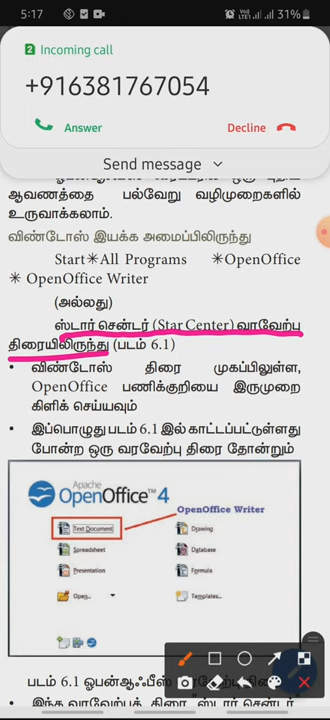 5:17
31%
2 Incoming call
+916381767054
Answer
Decline
Send message
ஆவணத்தை பல்வேறு வழிமுறைகளில்
உருவாக்கலாம்.
விண்டோஸ் இயக்க அமைப்பிலிருந்து
Start✳All Programs ✳OpenOffice
✳ OpenOffice Writer
(அல்லது)
ஸ்டார் சென்டர் (Star Center) வரவேற்பு
திரையிலிருந்து (படம் 6.1)
• விண்டோஸ் திரை முகப்பிலுள்ள,
OpenOffice பணிக்குறியை இருமுறை
கிளிக் செய்யவும்
• இப்பொழுது படம் 6.1 இல் காட்டப்பட்டுள்ளது
போன்ற ஒரு வரவேற்பு திரை தோன்றும்
Apache
OpenOffice™ 4
OpenOffice Writer
Text Document
Drawing
Spreadsheet
Database
Presentation
Formula
Open...
Templates...
படம் 6.1 ஓபன்ஆஃபீஸ்